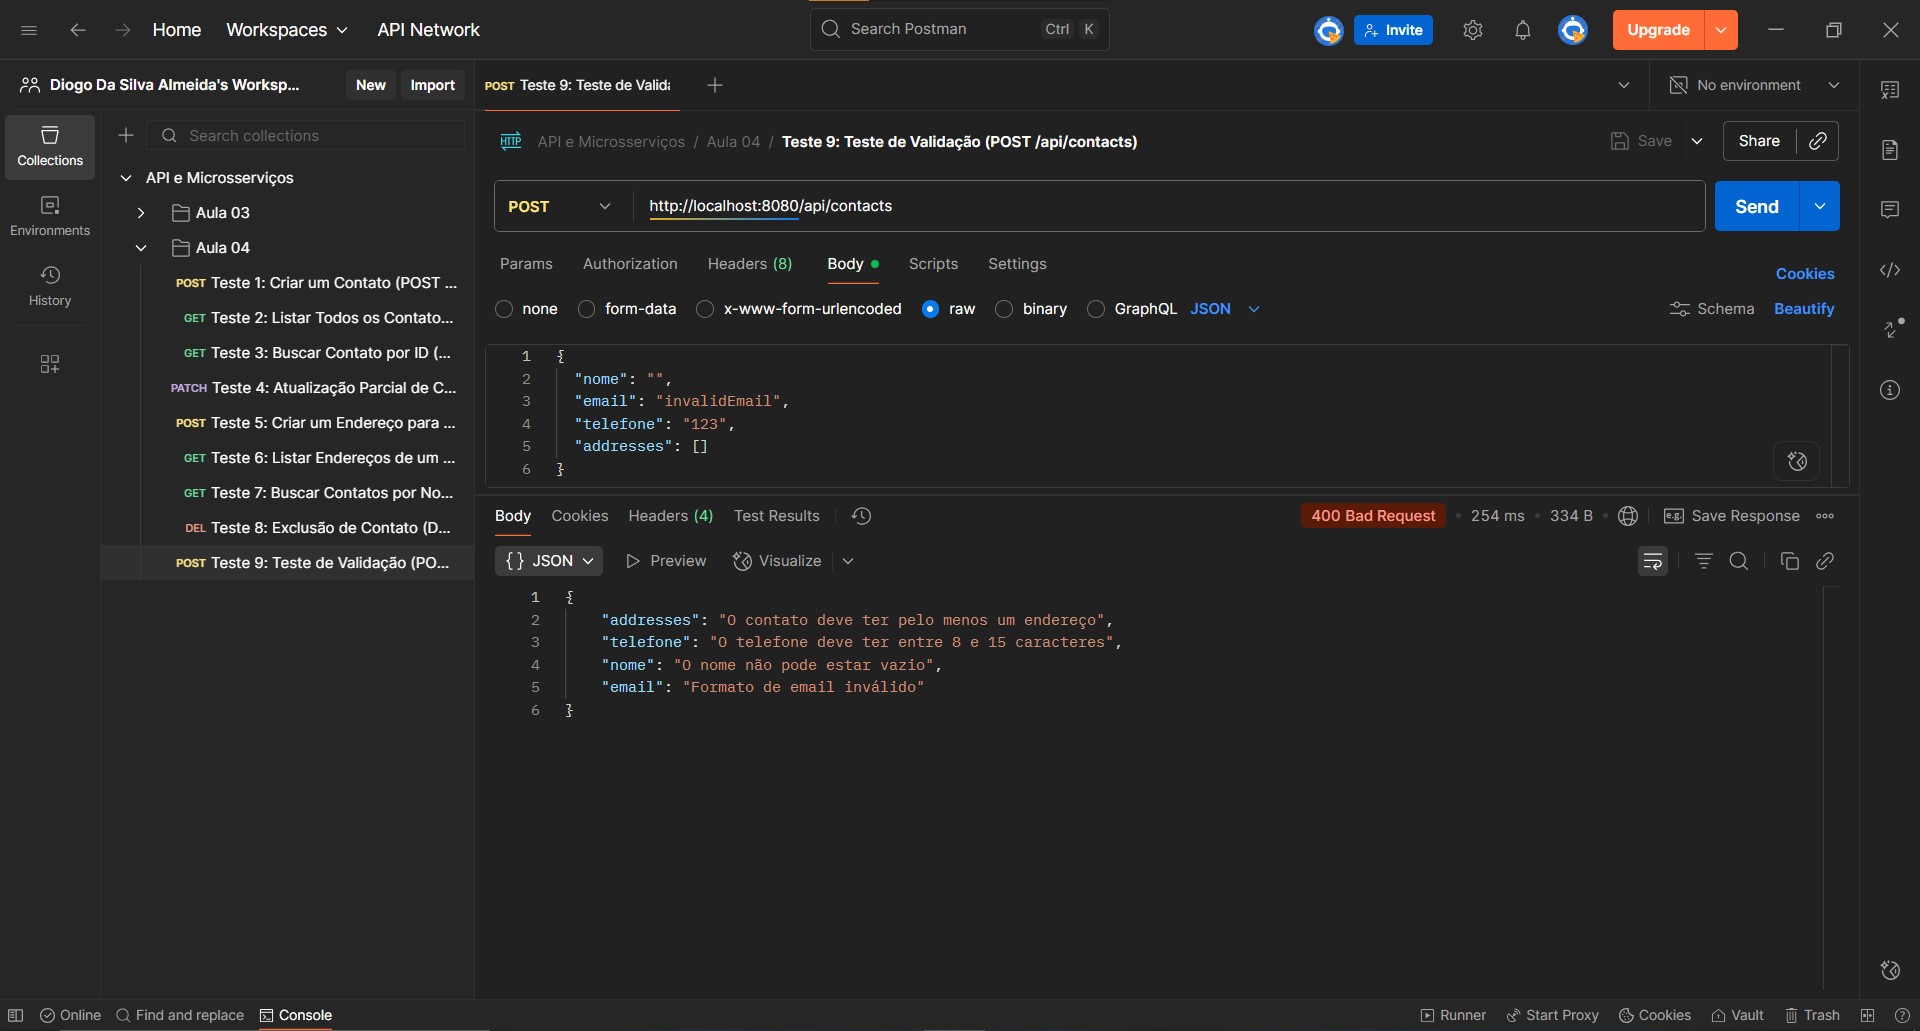 Home
Workspaces
API Network
Search Postman
Ctrl K
Invite
Upgrade
Diogo Da Silva Almeida's Worksp...
New
Import
POST Teste 9: Teste de Valida
No environment
Collections
Environments
History
Search collections
API e Microsserviços
Aula 03
Aula 04
POST Teste 1: Criar um Contato (POST ...
GET Teste 2: Listar Todos os Contato...
GET Teste 3: Buscar Contato por ID (...
PATCH Teste 4: Atualização Parcial de C...
POST Teste 5: Criar um Endereço para ...
GET Teste 6: Listar Endereços de um ...
GET Teste 7: Buscar Contatos por No...
DEL Teste 8: Exclusão de Contato (D...
POST Teste 9: Teste de Validação (PO...
HTTP API e Microsserviços / Aula 04 / Teste 9: Teste de Validação (POST /api/contacts)
Save
Share
POST
http://localhost:8080/api/contacts
Send
Params Authorization Headers (8) Body Scripts Settings
Cookies
none form-data x-www-form-urlencoded raw binary GraphQL JSON
Schema
Beautify
1 {
2 "nome": "",
3 "email": "invalidEmail",
4 "telefone": "123",
5 "addresses": []
6 }
Body Cookies Headers (4) Test Results
400 Bad Request • 254 ms • 334 B
e.g. Save Response
{} JSON
Preview
Visualize
1 {
2 "addresses": "O contato deve ter pelo menos um endereço",
3 "telefone": "O telefone deve ter entre 8 e 15 caracteres",
4 "nome": "O nome não pode estar vazio",
5 "email": "Formato de email inválido"
6 }
Online
Find and replace
Console
Runner
Start Proxy
Cookies
Vault
Trash